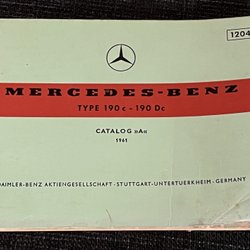 1204
MERCEDES-BENZ
TYPE 190 c - 190 Dc
CATALOG »A«
1961
DAIMLER-BENZ AKTIENGESELLSCHAFT · STUTTGART-UNTERTUERKHEIM · GERMANY